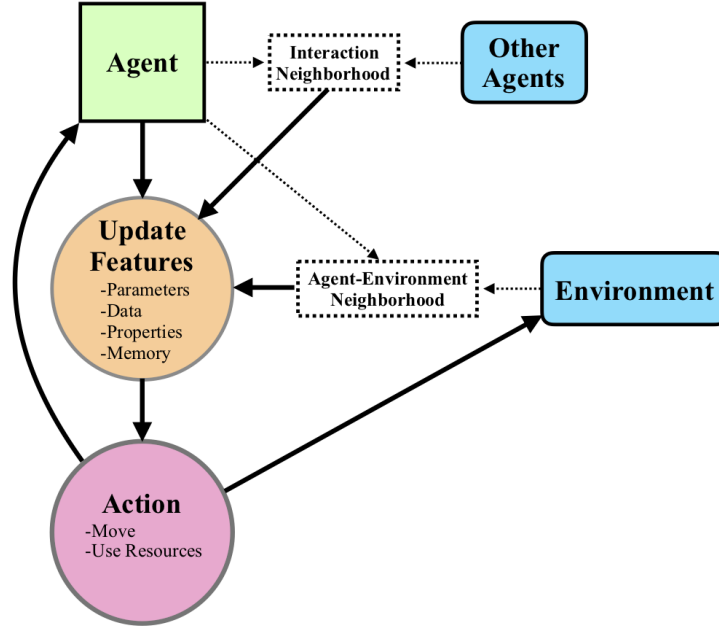 Agent
Interaction
Neighborhood
Other
Agents
Update
Features
-Parameters
-Data
-Properties
-Memory
Agent-Environment
Neighborhood
Environment
Action
-Move
-Use Resources